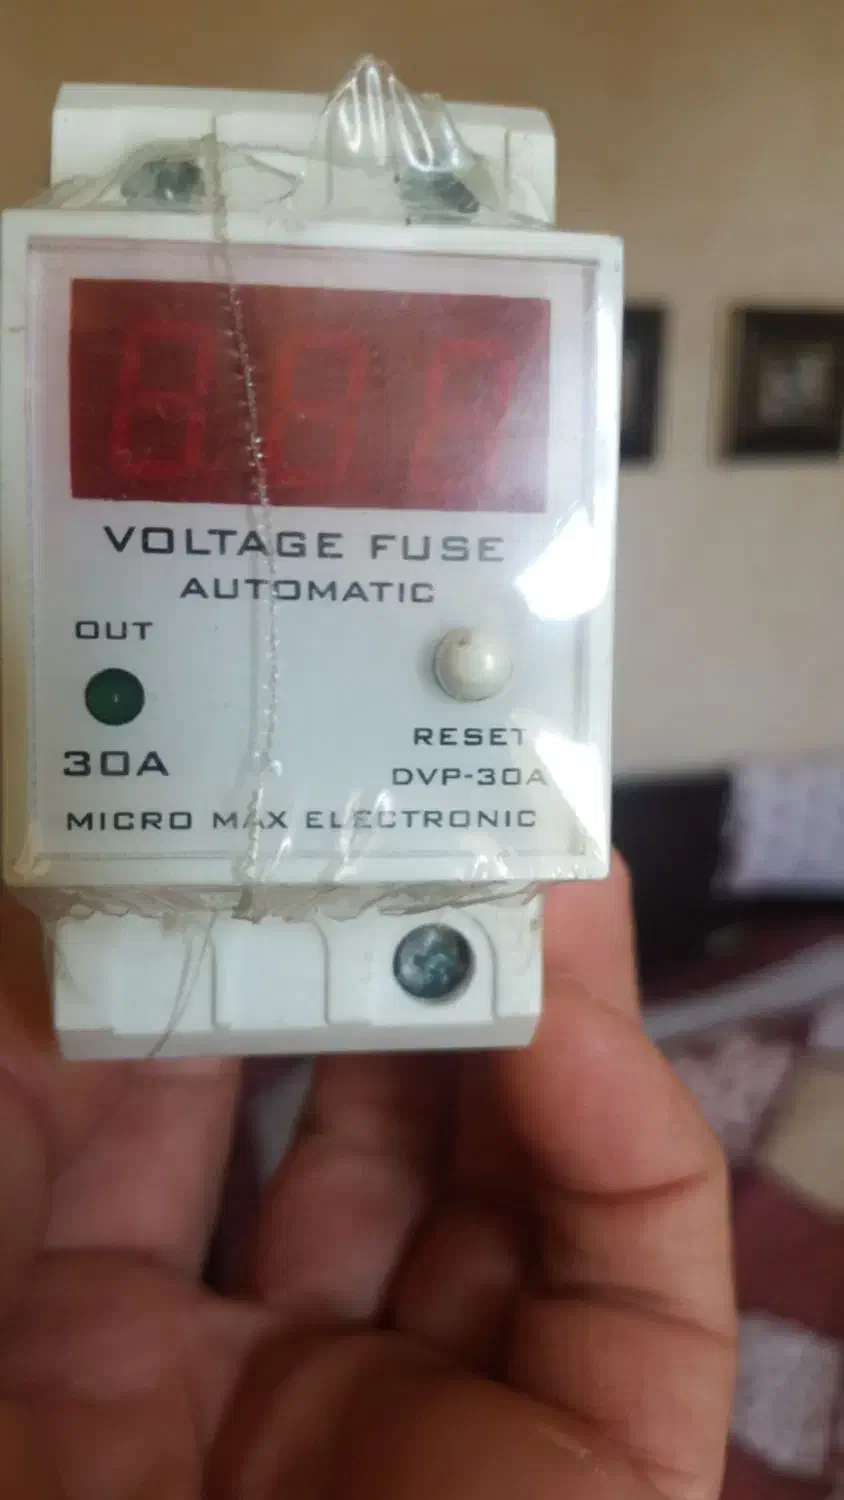 VOLTAGE FUSE
AUTOMATIC
OUT
30A
RESET
DVP-30A
MICRO MAX ELECTRONIC